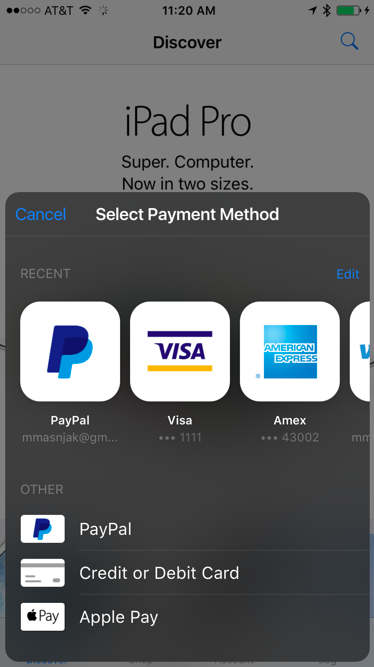 AT&T 11:20 AM
Discover
iPad Pro
Super. Computer.
Now in two sizes.
Cancel Select Payment Method
RECENT Edit
VISA AMERICAN EXPRESS
PayPal Visa Amex
mmasnjak@gm... ••• 1111 ••• 43002
OTHER
PayPal
Credit or Debit Card
Pay Apple Pay
Discover